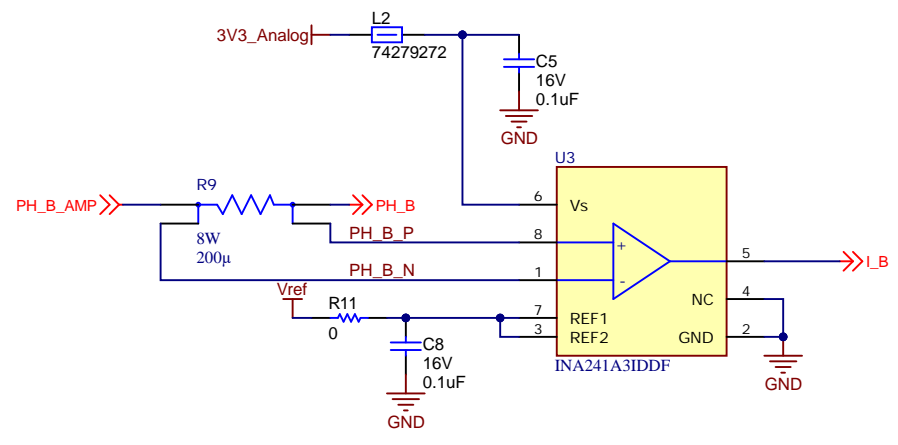 L2
3V3_Analog
74279272
C5
16V
0.1uF
GND
U3
R9
6
Vs
PH_B_AMP
PH_B
8W
200µ
PH_B_P
8
+
5
I_B
PH_B_N
1
-
4
NC
Vref
R11
0
7
REF1
3
REF2
GND
2
C8
16V
0.1uF
INA241A3IDDF
GND
GND